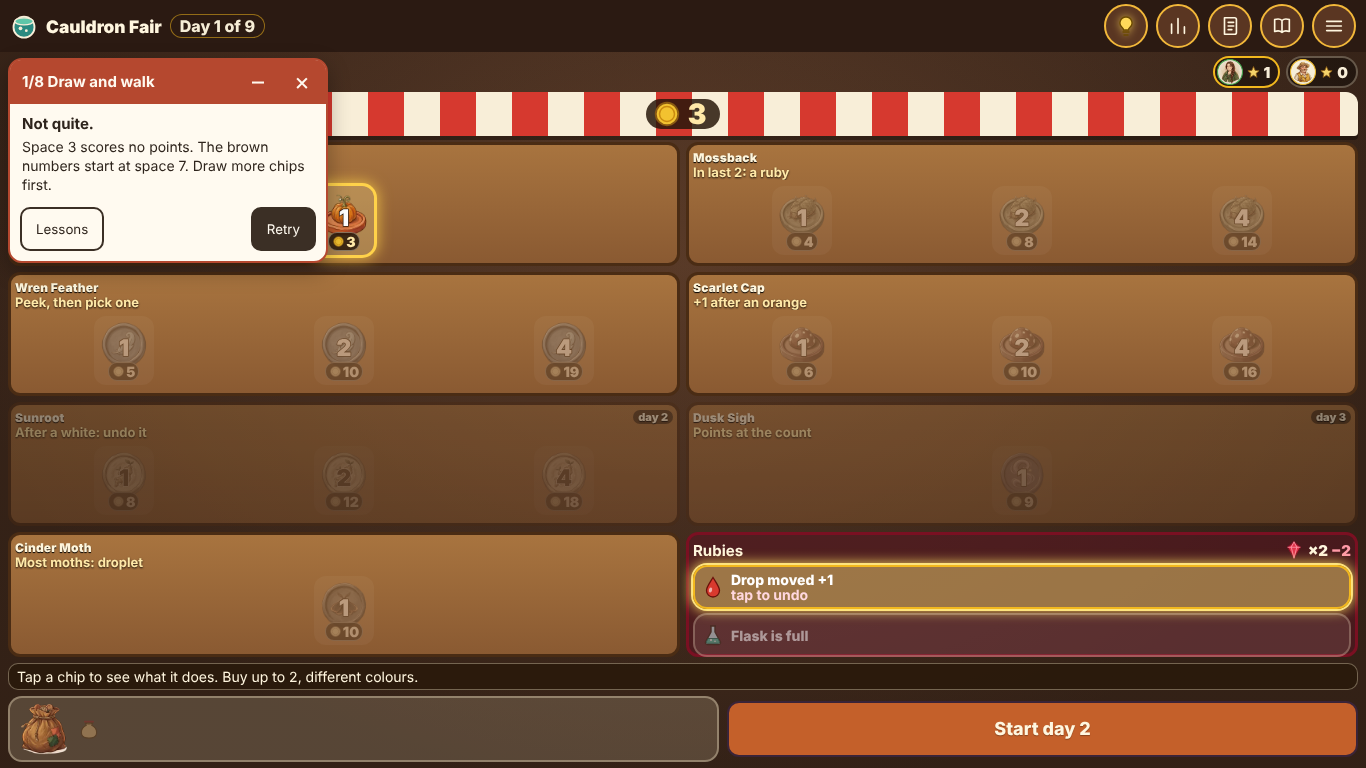 Cauldron Fair Day 1 of 9
1/8 Draw and walk
1 0
3
Not quite.
Space 3 scores no points. The brown
numbers start at space 7. Draw more chips
first.
Lessons Retry
1
3
Mossback
In last 2: a ruby
1 2 4
4 8 14
Wren Feather
Peek, then pick one
1 2 4
5 10 19
Scarlet Cap
+1 after an orange
1 2 4
6 10 16
Sunroot day 2
After a white: undo it
1 2 4
8 12 18
Dusk Sigh day 3
Points at the count
1
9
Cinder Moth
Most moths: droplet
1
10
Rubies ×2 −2
Drop moved +1
tap to undo
Flask is full
Tap a chip to see what it does. Buy up to 2, different colours.
Start day 2